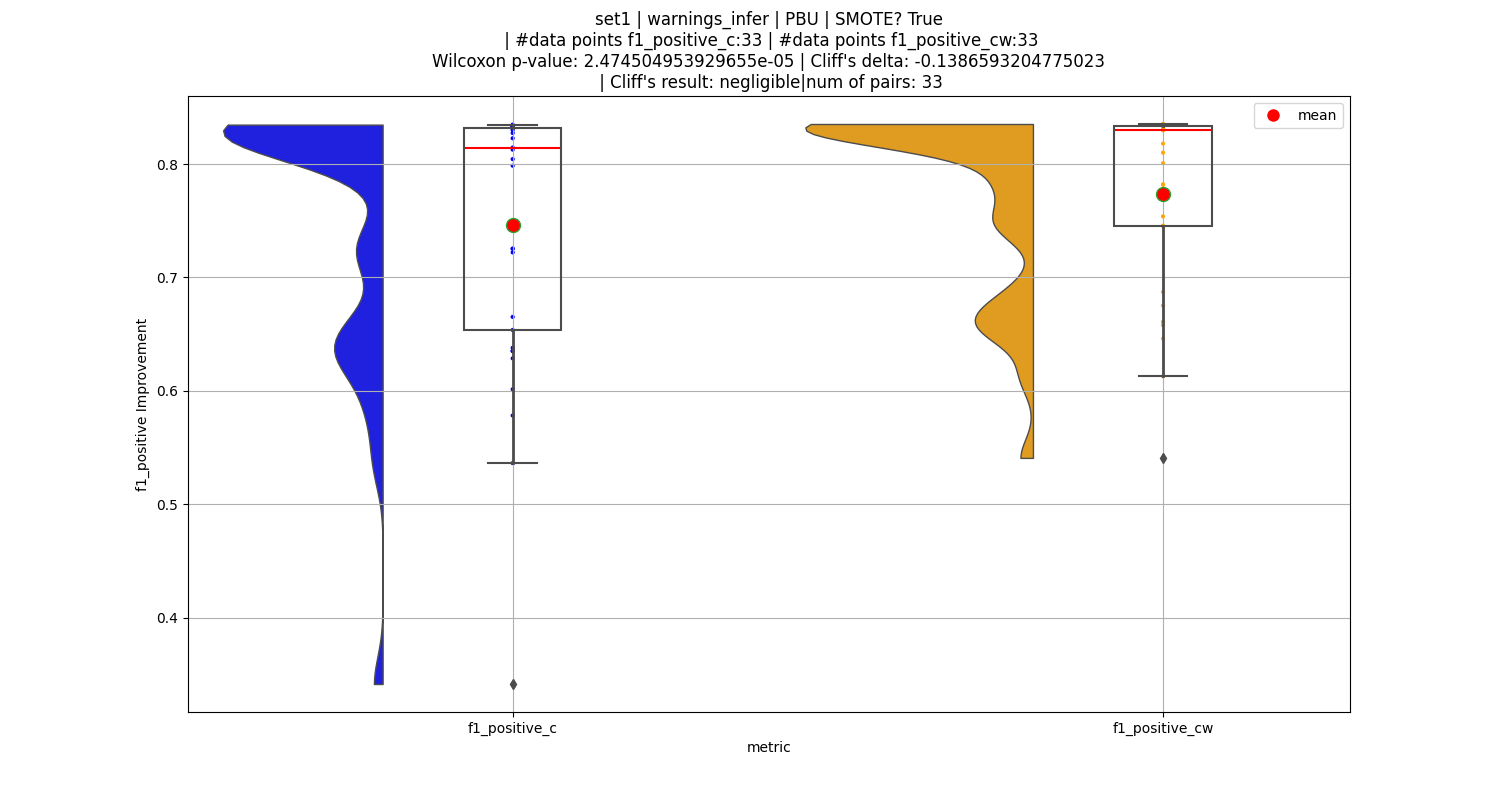 set1 | warnings_infer | PBU | SMOTE? True
| #data points f1_positive_c:33 | #data points f1_positive_cw:33
Wilcoxon p-value: 2.474504953929655e-05 | Cliff's delta: -0.1386593204775023
| Cliff's result: negligible|num of pairs: 33
mean
0.8
0.7
0.6
0.5
0.4
f1_positive Improvement
f1_positive_c
f1_positive_cw
metric